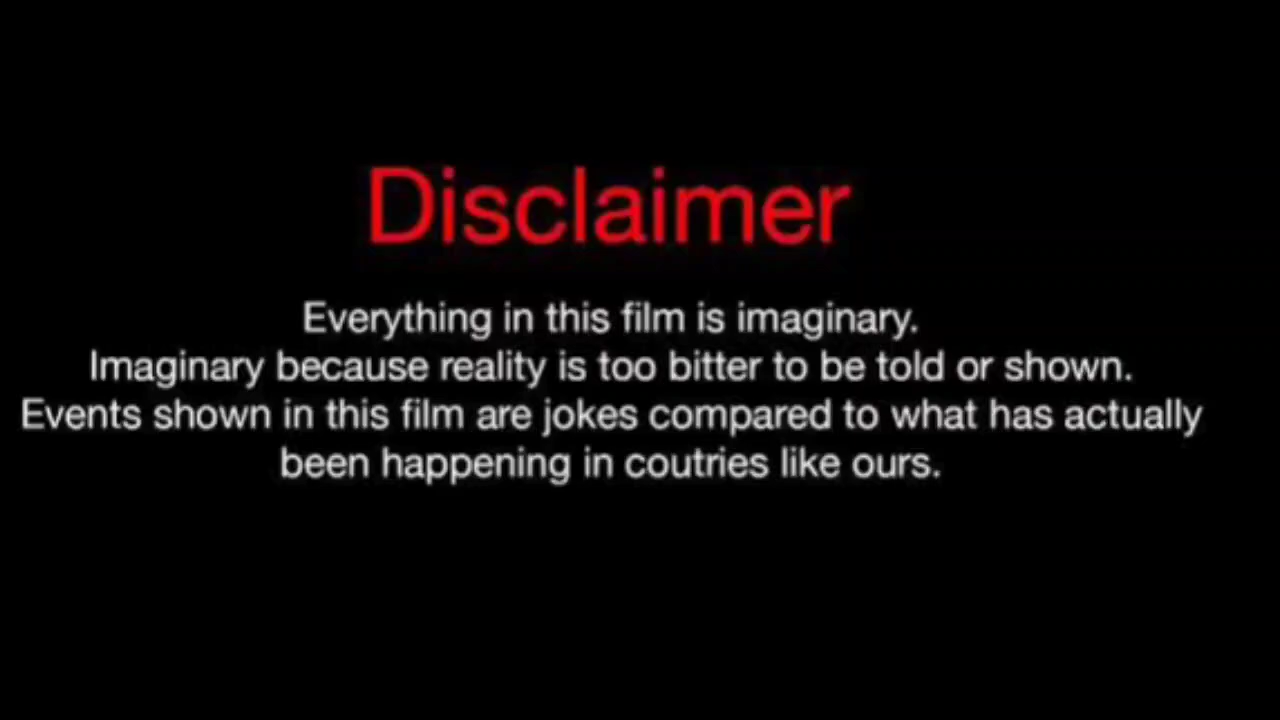 Disclaimer
Everything in this film is imaginary.
Imaginary because reality is too bitter to be told or shown.
Events shown in this film are jokes compared to what has actually
been happening in coutries like ours.